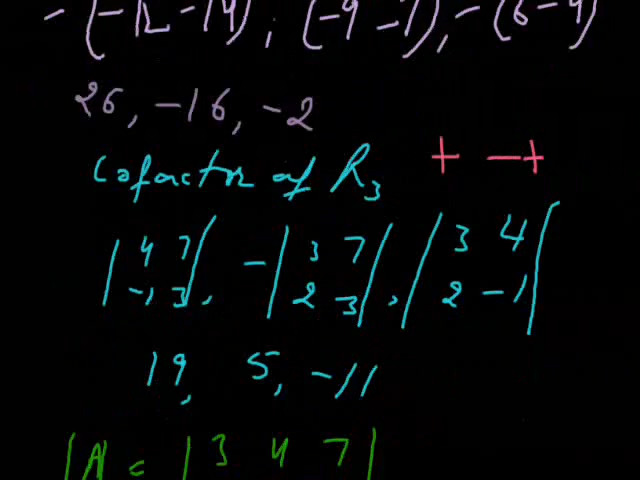 - (-12 - 14), (-9 - 7), - (6 - 4)
26, -16, -2
Cofactor of R3 + - +
|4 7|, -|3 7|, |3 4|
|-1 3| |2 3| |2 -1|
19, 5, -11
|A| = |3 4 7|